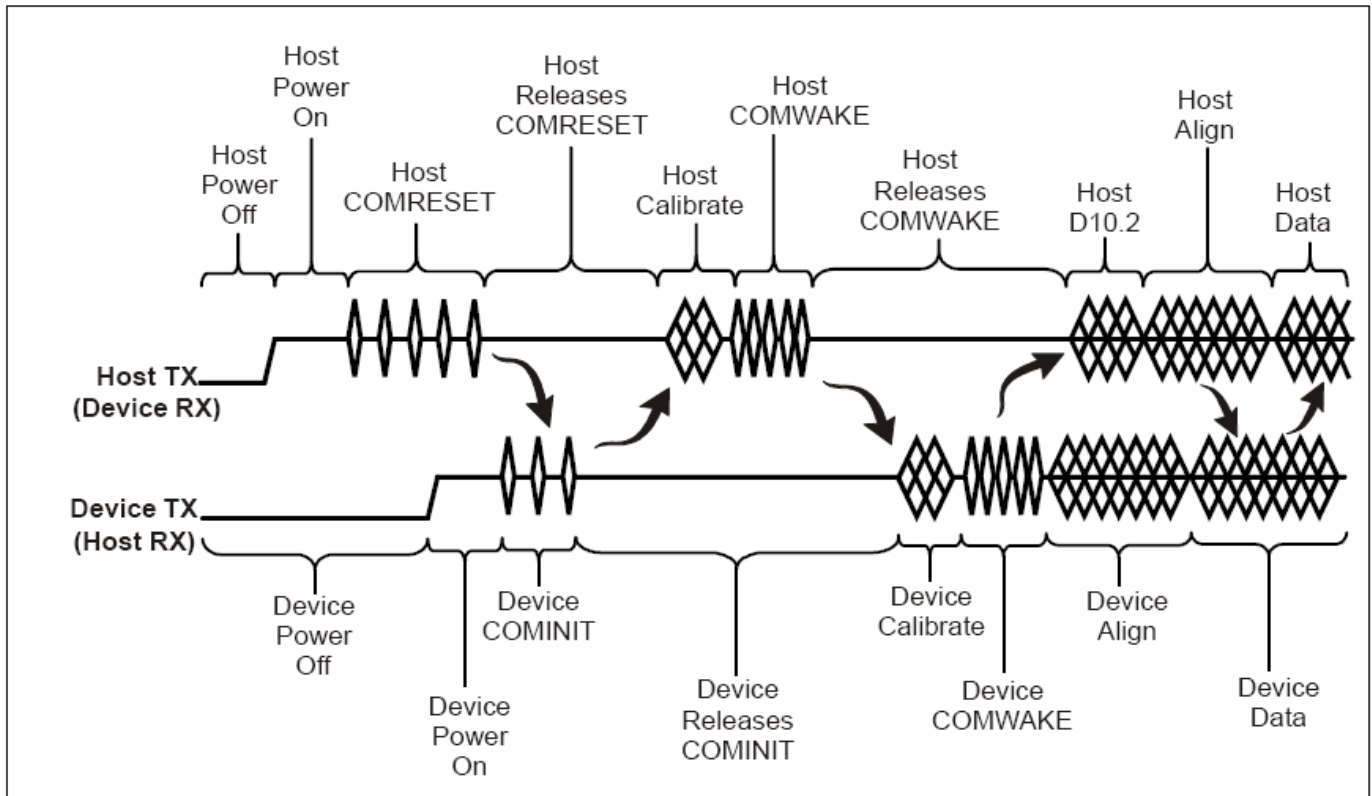 Host
Power
Off
Host
Power
On
Host
COMRESET
Host
Releases
COMRESET
Host
Calibrate
Host
COMWAKE
Host
Releases
COMWAKE
Host
D10.2
Host
Align
Host
Data
Host TX
(Device RX)
Device TX
(Host RX)
Device
Power
Off
Device
Power
On
Device
COMINIT
Device
Releases
COMINIT
Device
Calibrate
Device
COMWAKE
Device
Align
Device
Data